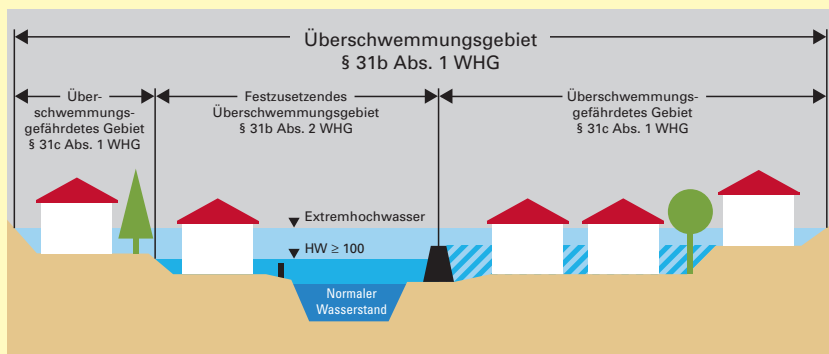 Überschwemmungsgebiet
§ 31b Abs. 1 WHG
Über-
schwemmungs-
gefährdetes Gebiet
§ 31c Abs. 1 WHG
Festzusetzendes
Überschwemmungsgebiet
§ 31b Abs. 2 WHG
Überschwemmungs-
gefährdetes Gebiet
§ 31c Abs. 1 WHG
Extremhochwasser
HW ≥ 100
Normaler
Wasserstand